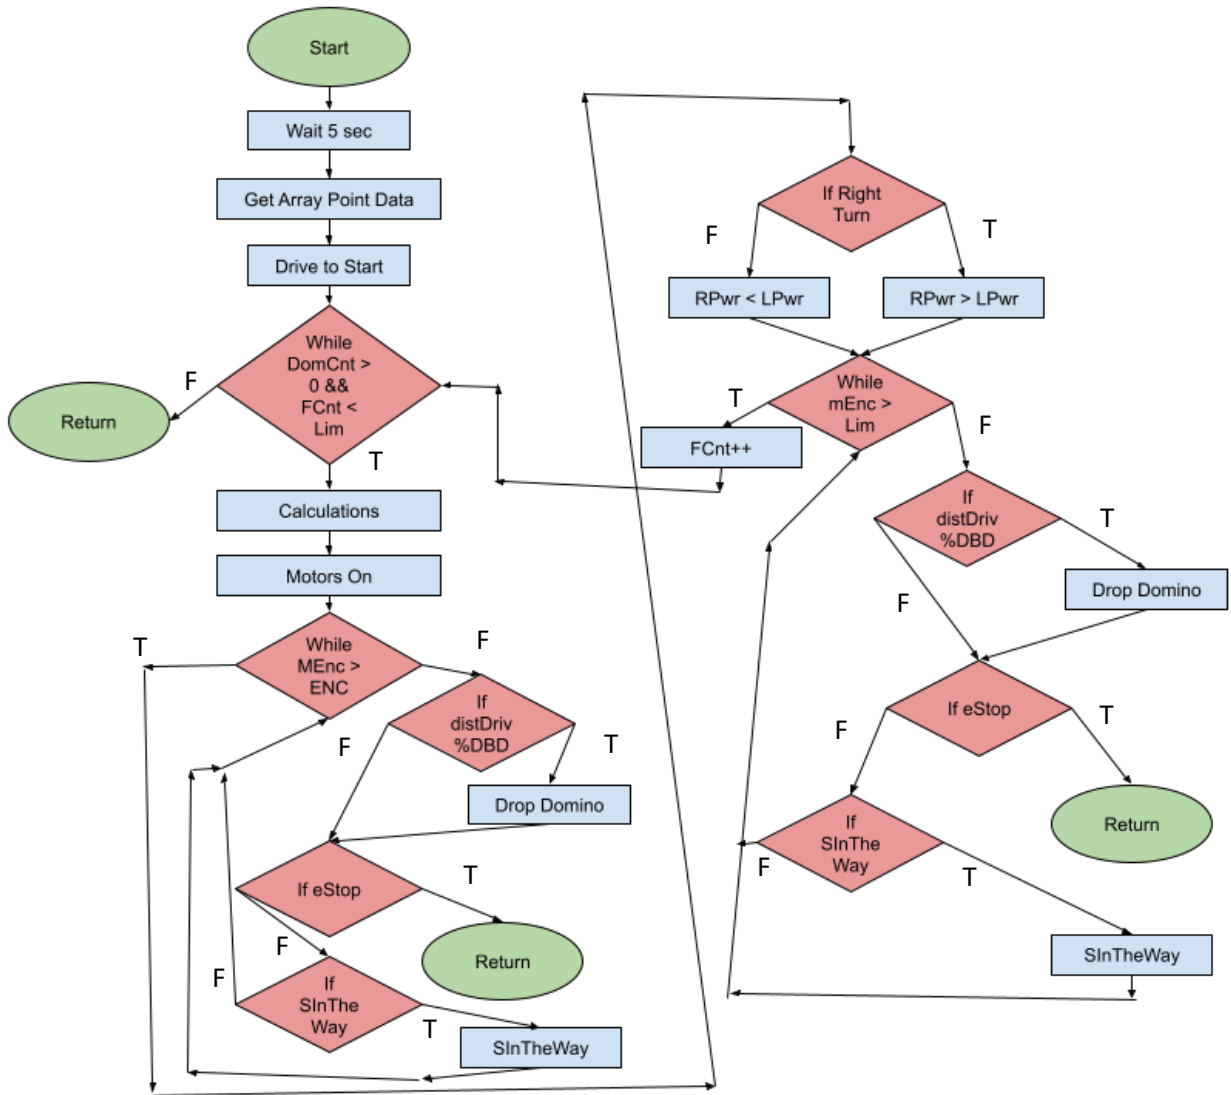 Start
Wait 5 sec
Get Array Point Data
Drive to Start
While
DomCnt >
0 &&
FCnt <
Lim
F
Return
T
Calculations
Motors On
While
MEnc >
ENC
T
F
If
distDriv
%DBD
F
T
Drop Domino
If eStop
T
F
Return
If
SInThe
Way
F
T
SInTheWay
If Right
Turn
F
T
RPwr < LPwr
RPwr > LPwr
While
mEnc >
Lim
T
F
FCnt++
If
distDriv
%DBD
T
F
Drop Domino
If eStop
F
T
Return
If
SInThe
Way
F
T
SInTheWay